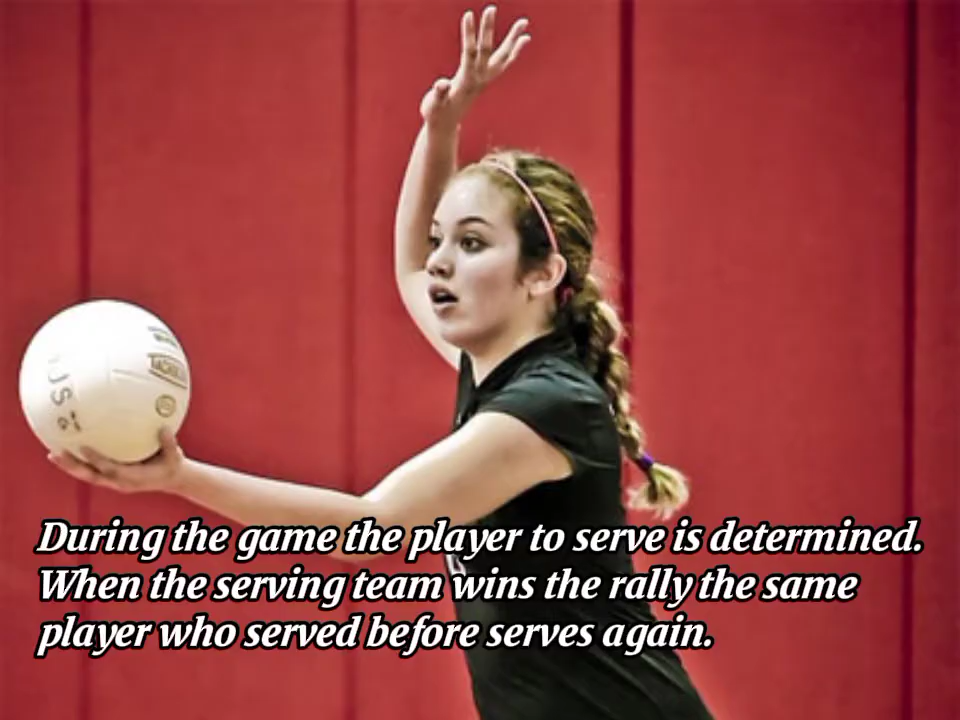 During the game the player to serve is determined.
When the serving team wins the rally the same
player who served before serves again.